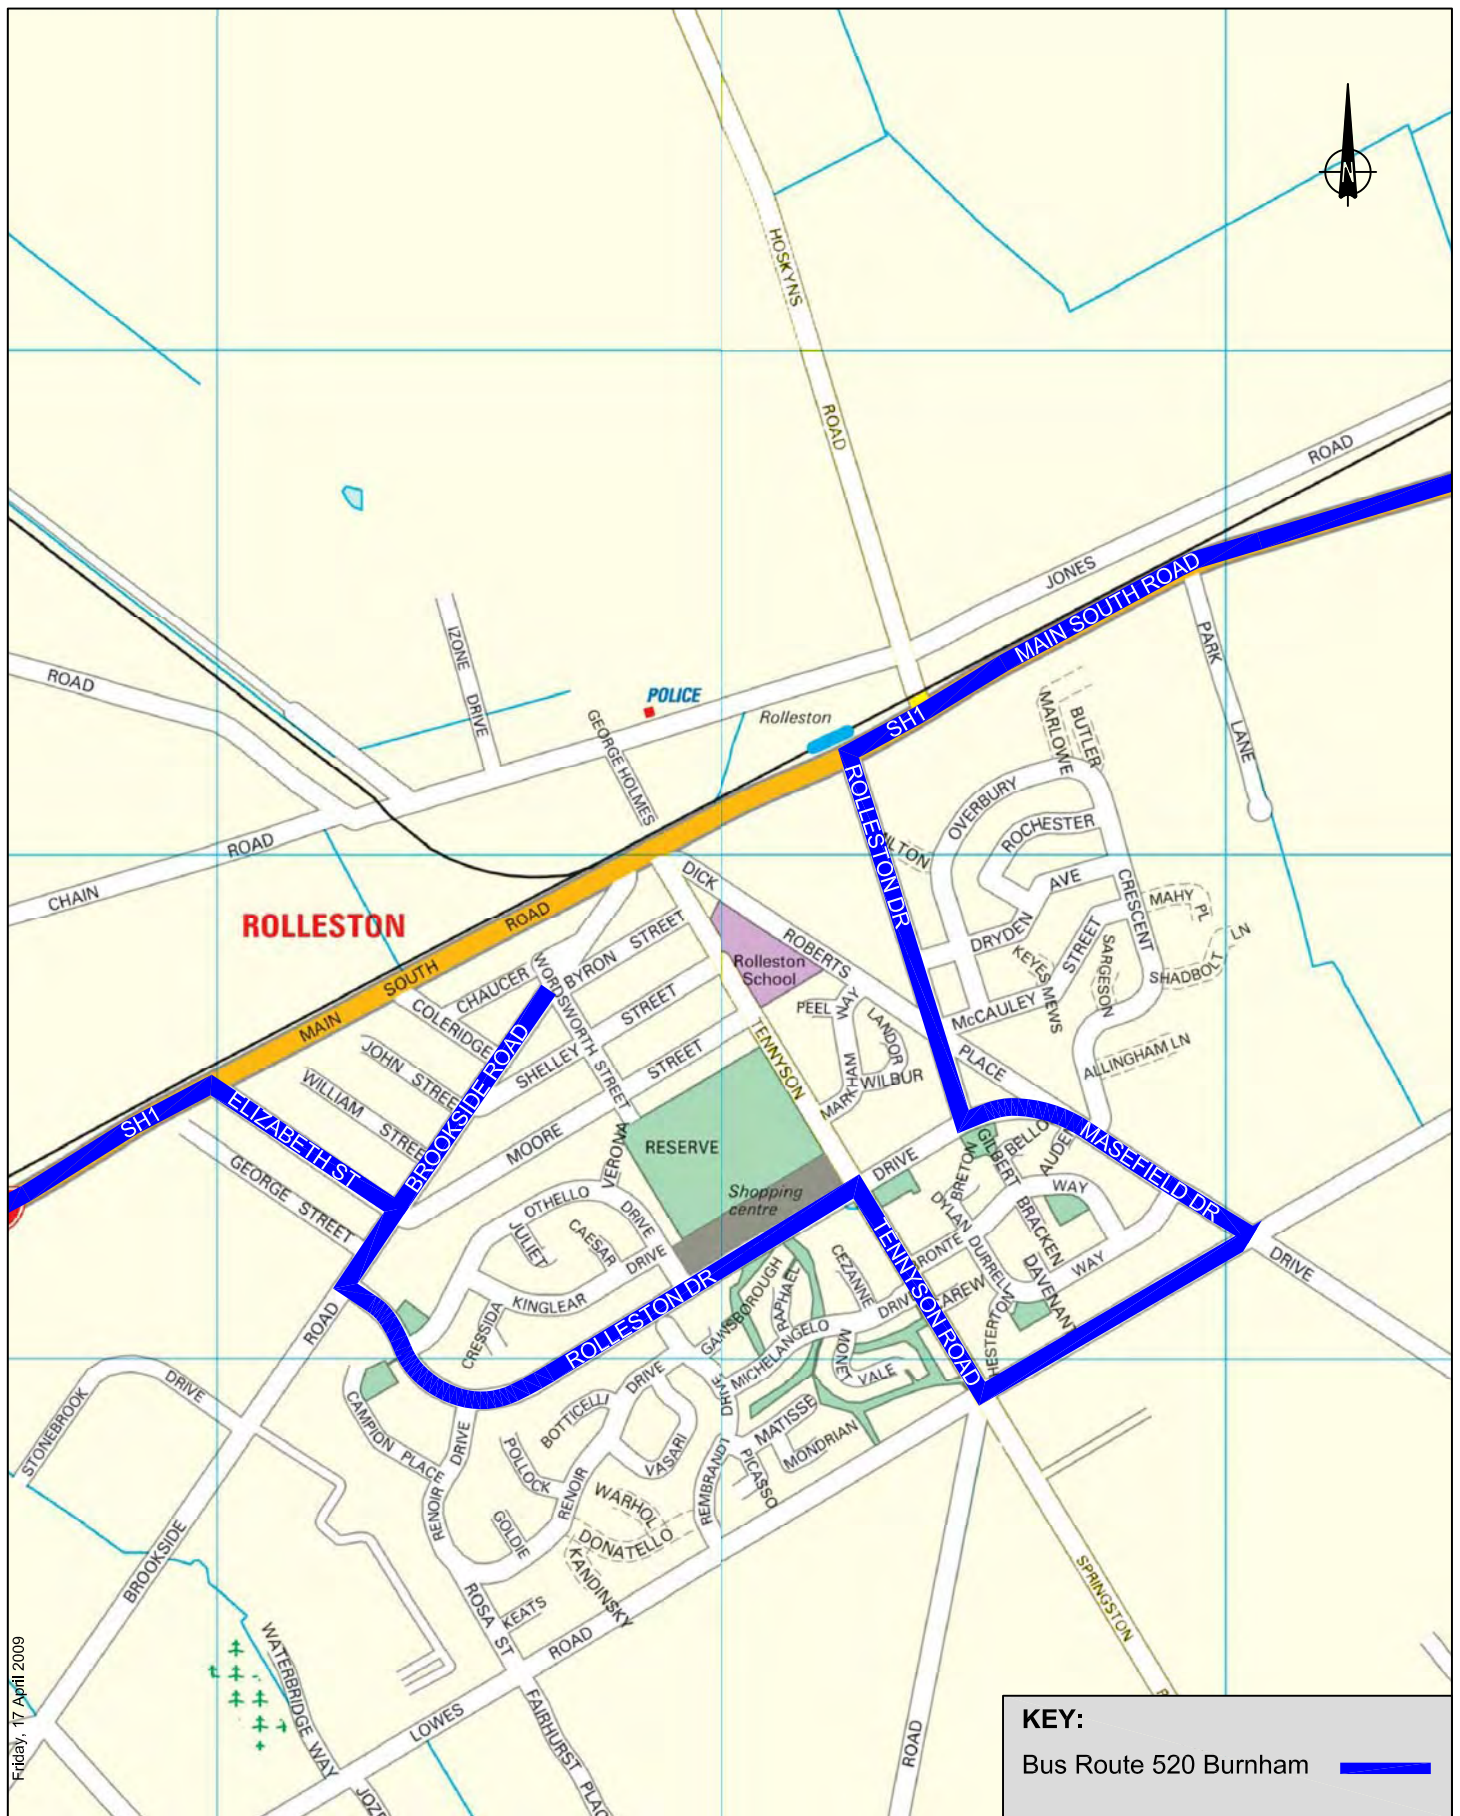 N
HOSKYNS
ROAD
ROAD
JONES
MAIN SOUTH ROAD
PARK
LANE
IZONE
DRIVE
ROAD
POLICE
GEORGE HOLMES
Rolleston
SH1
ROLLESTON DR
MARLOWE
BUTLER
OVERBURY
ROCHESTER
AVE
CRESCENT
DRYDEN
MAHY
PL
LN
SHADBOLT
KEYES
MEWS
STREET
SARGESON
McCAULEY
ALLINGHAM LN
ROAD
CHAIN
ROLLESTON
ROAD
SOUTH
MAIN
DICK
ROBERTS
PLACE
Rolleston
School
CHAUCER
WORDSWORTH STREET
BYRON STREET
COLERIDGE
STREET
SHELLEY
JOHN
STREET
WILLIAM
MOORE
TENNYSON
PEEL
WAY
LANDOR
MARKHAM
WILBUR
BROOKSIDE ROAD
SH1
ELIZABETH ST
GEORGE STREET
RESERVE
Shopping
centre
VERONA
OTHELLO
DRIVE
JULIET
CAESAR
DRIVE
KINGLEAR
CRESSIDA
DRIVE
GILBERT
BELLO
AUDEN
BRETON
MASEFIELD DR
DRIVE
WAY
DYLAN
DURRELL
BRACKEN
WAY
DAVENANT
TENNYSON ROAD
ROLLESTON DR
GAINSBOROUGH
RAPHAEL
CEZANNE
DRIVE
MICHELANGELO
MONET
VALE
DRIVE
MATISSE
MONDRIAN
PICASSO
REMBRANDT
ROAD
DRIVE
STONEBROOK
CAMPION PLACE
DRIVE
RENOIR
BOTTICELLI
DRIVE
POLLOCK
VASARI
RENOIR
GOLDIE
WARHOL
DONATELLO
KANDINSKY
BROOKSIDE
ROSA ST
KEATS
ROAD
LOWES
WATERBRIDGE WAY
FAIRHURST
SPRINGSTON
ROAD
Friday, 17 April 2009
KEY:
Bus Route 520 Burnham